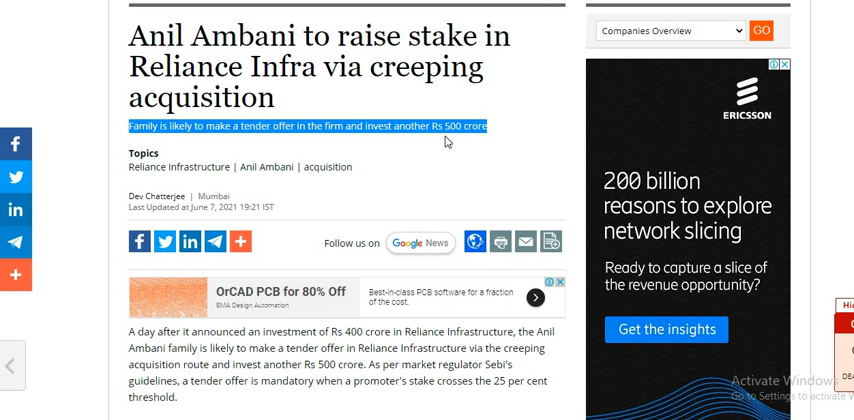 Anil Ambani to raise stake in
Reliance Infra via creeping
acquisition
Family is likely to make a tender offer in the firm and invest another Rs 500 crore
Topics
Reliance Infrastructure | Anil Ambani | acquisition
Dev Chatterjee | Mumbai
Last Updated at June 7, 2021 19:21 IST
Follow us on Google News
OrCAD PCB for 80% Off
EMA Design Automation
Best-in-class PCB software for a fraction
of the cost.
A day after it announced an investment of Rs 400 crore in Reliance Infrastructure, the Anil
Ambani family is likely to make a tender offer in Reliance Infrastructure via the creeping
acquisition route and invest another Rs 500 crore. As per market regulator Sebi's
guidelines, a tender offer is mandatory when a promoter's stake crosses the 25 per cent
threshold.
Companies Overview
GO
ERICSSON
200 billion
reasons to explore
network slicing
Ready to capture a slice of
the revenue opportunity?
Get the insights
Activate Windows
Go to Settings to activate W